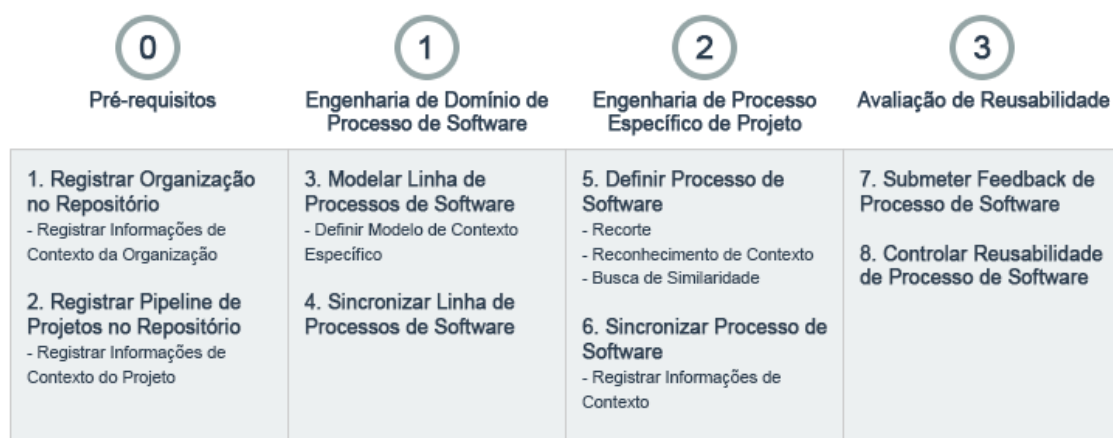 0
Pré-requisitos
1. Registrar Organização
no Repositório
- Registrar Informações de
Contexto da Organização
2. Registrar Pipeline de
Projetos no Repositório
- Registrar Informações de
Contexto do Projeto
1
Engenharia de Domínio de
Processo de Software
3. Modelar Linha de
Processos de Software
- Definir Modelo de Contexto
Específico
4. Sincronizar Linha de
Processos de Software
2
Engenharia de Processo
Específico de Projeto
5. Definir Processo de
Software
- Recorte
- Reconhecimento de Contexto
- Busca de Similaridade
6. Sincronizar Processo de
Software
- Registrar Informações de
Contexto
3
Avaliação de Reusabilidade
7. Submeter Feedback de
Processo de Software
8. Controlar Reusabilidade
de Processo de Software